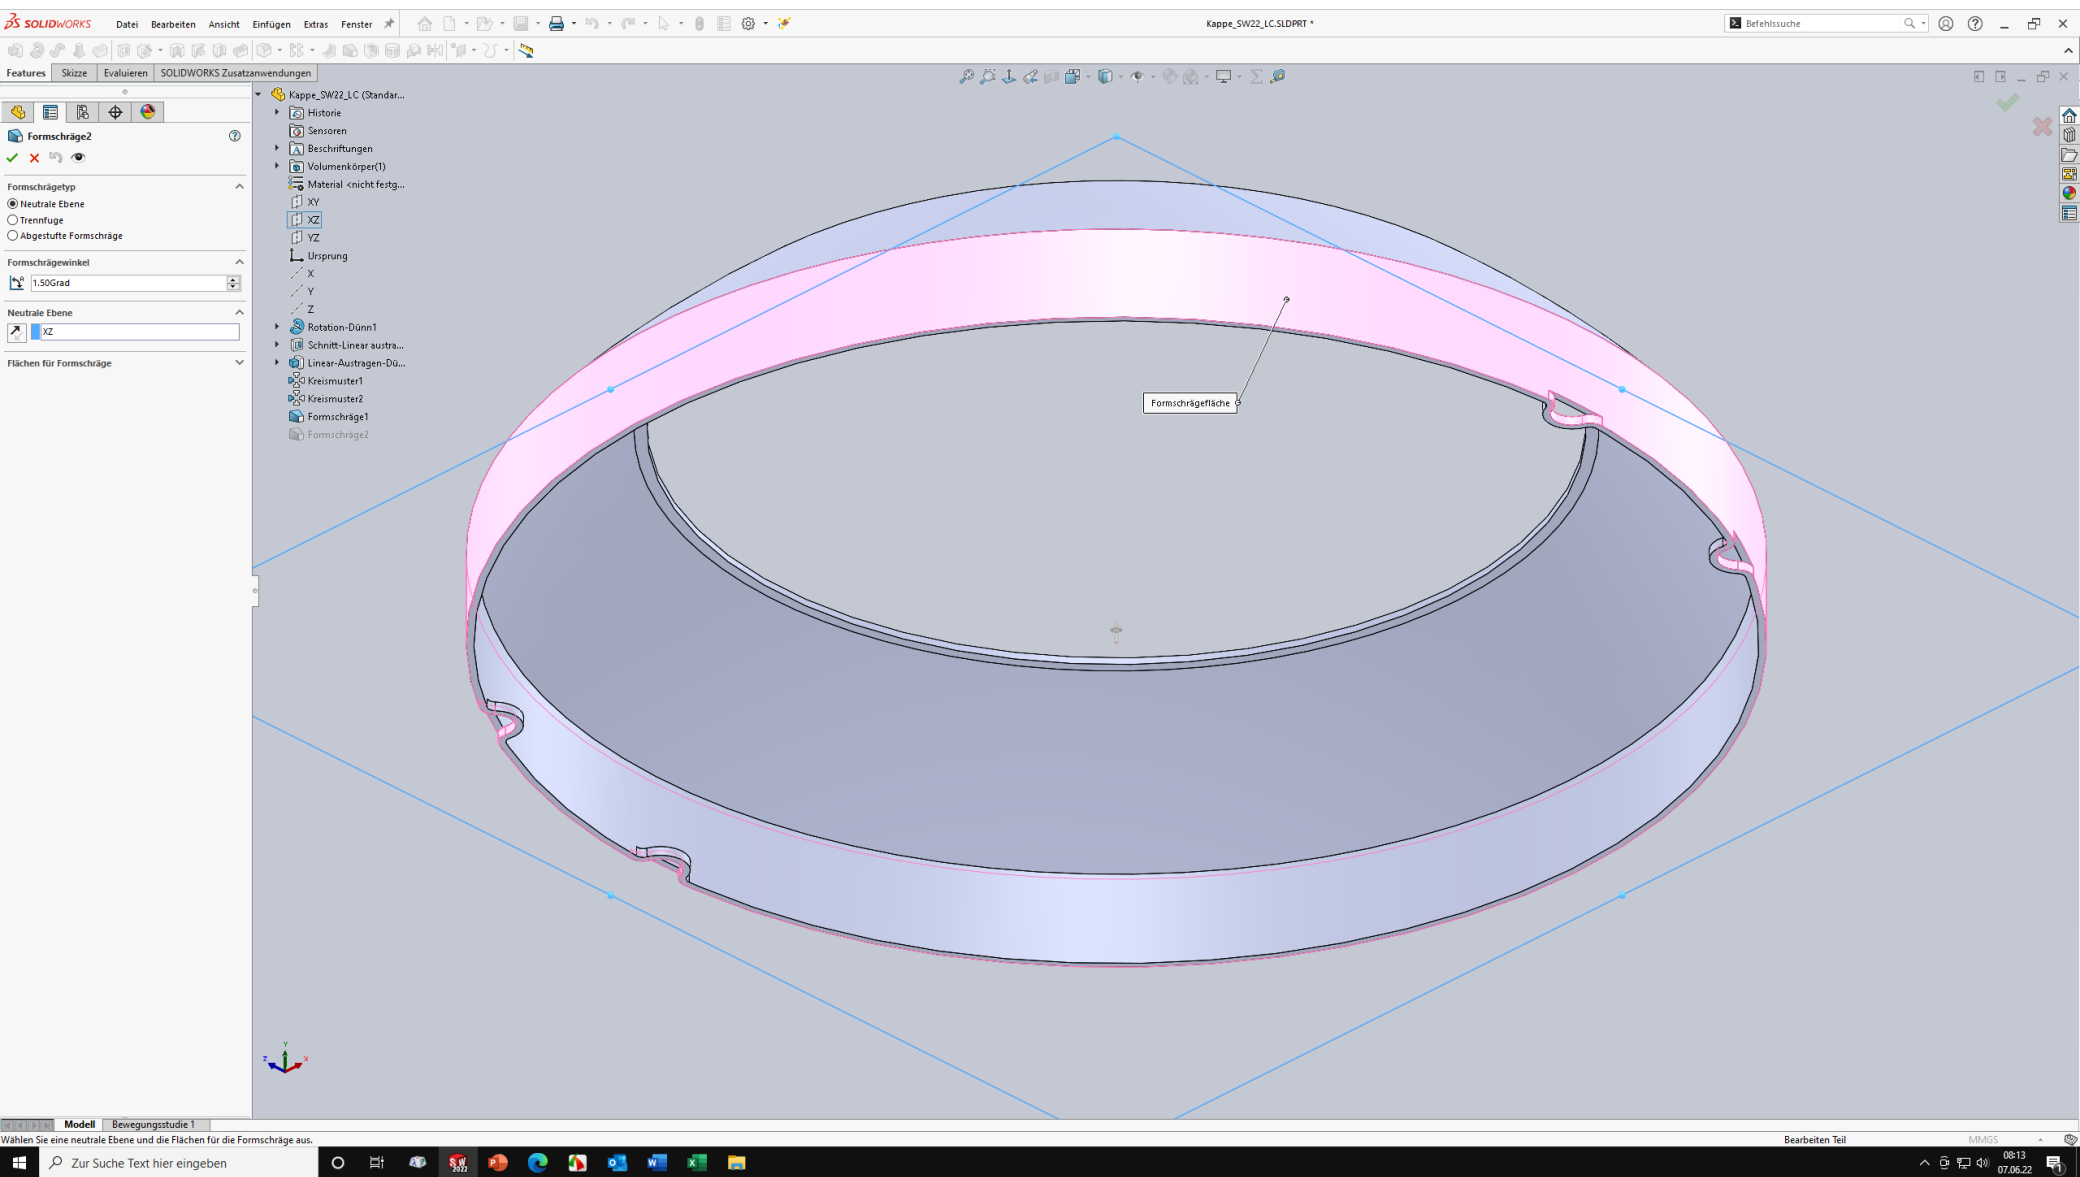 SOLIDWORKS Datei Bearbeiten Ansicht Einfügen Extras Fenster Kappe_SW22_LC.SLDPRT * Befehlssuche
Features Skizze Evaluieren SOLIDWORKS Zusatzanwendungen
Kappe_SW22_LC (Standar...
Historie
Sensoren
Beschriftungen
Volumenkörper(1)
Material <nicht festg...
XY
XZ
YZ
Ursprung
X
Y
Z
Rotation-Dünn1
Schnitt-Linear austra...
Linear-Austragen-Dü...
Kreismuster1
Kreismuster2
Formschräge1
Formschräge2
Formschräge2
Formschrägetyp
Neutrale Ebene
Trennfuge
Abgestufte Formschräge
Formschrägewinkel
1.50Grad
Neutrale Ebene
XZ
Flächen für Formschräge
Formschrägefläche
Y
Z
X
Modell Bewegungsstudie 1
Wählen Sie eine neutrale Ebene und die Flächen für die Formschräge aus. Bearbeiten Teil MMGS
Zur Suche Text hier eingeben
SW
2022
08:13
07.06.22
1